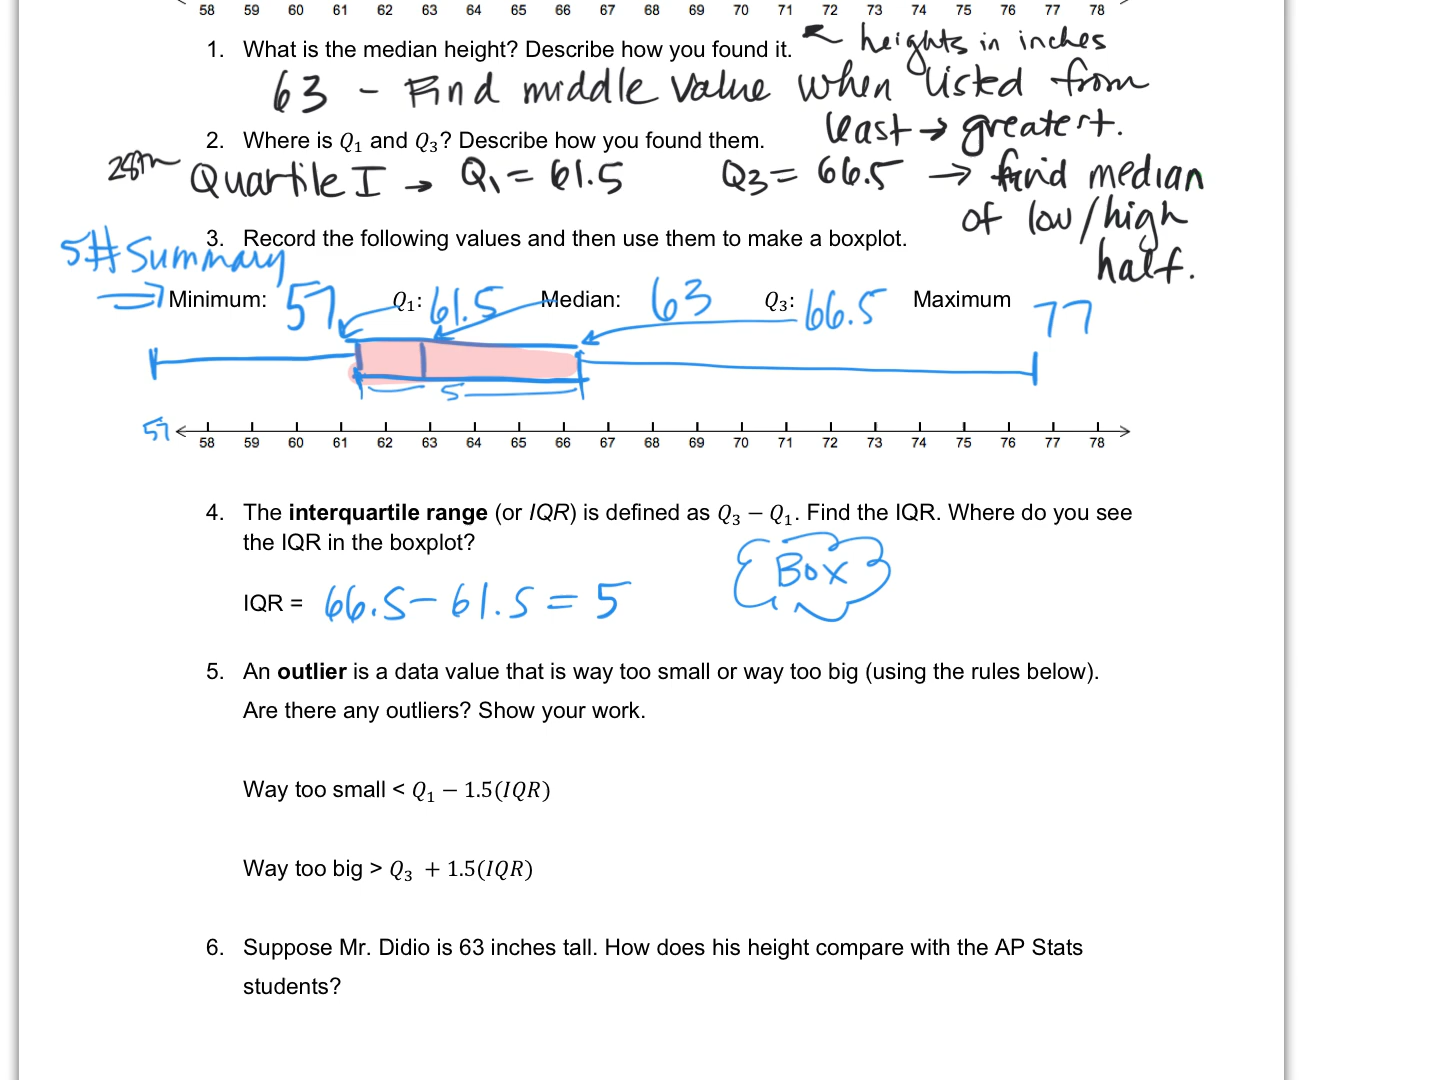 58 59 60 61 62 63 64 65 66 67 68 69 70 71 72 73 74 75 76 77 78
1. What is the median height? Describe how you found it. heights in inches
63 - Find middle value when listed from
least → greatest.
2. Where is Q₁ and Q₃? Describe how you found them.
Quartile I → Q₁ = 61.5 Q3 = 66.5 → find median
of low/high
half.
5# Summary
3. Record the following values and then use them to make a boxplot.
Minimum: 57 Q₁: 61.5 Median: 63 Q₃: 66.5 Maximum 77
5
57 58 59 60 61 62 63 64 65 66 67 68 69 70 71 72 73 74 75 76 77 78
4. The interquartile range (or IQR) is defined as Q₃ − Q₁. Find the IQR. Where do you see
the IQR in the boxplot?
Box
IQR = 66.5 - 61.5 = 5
5. An outlier is a data value that is way too small or way too big (using the rules below).
Are there any outliers? Show your work.
Way too small < Q₁ − 1.5(IQR)
Way too big > Q₃ + 1.5(IQR)
6. Suppose Mr. Didio is 63 inches tall. How does his height compare with the AP Stats
students?